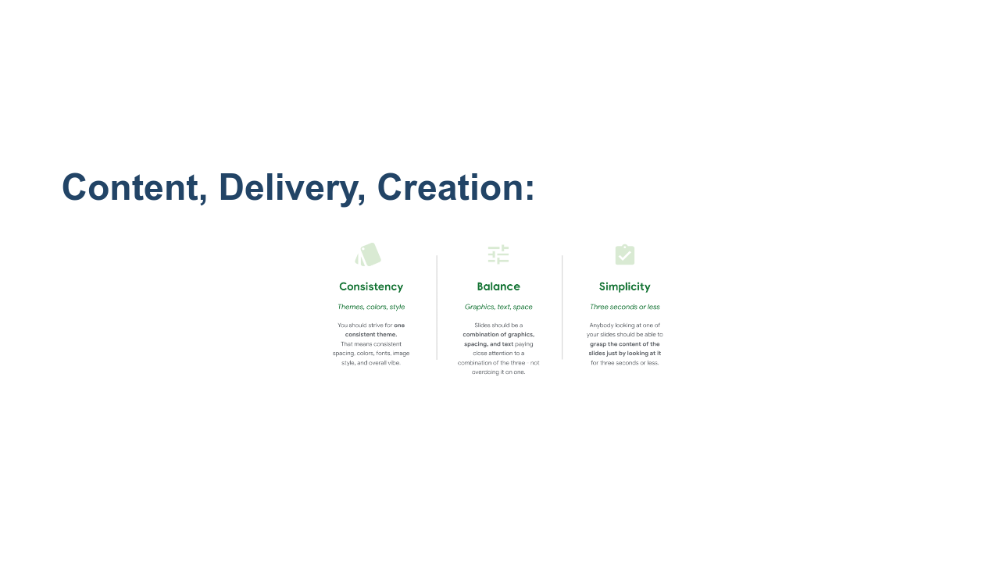 Content, Delivery, Creation:
Consistency
Themes, colors, style
You should strive for one
consistent theme.
That means consistent
spacing, colors, fonts, image
style, and overall vibe.
Balance
Graphics, text, space
Slides should be a
combination of graphics,
spacing, and text paying
close attention to a
combination of the three - not
overdoing it on one.
Simplicity
Three seconds or less
Anybody looking at one of
your slides should be able to
grasp the content of the
slides just by looking at it
for three seconds or less.